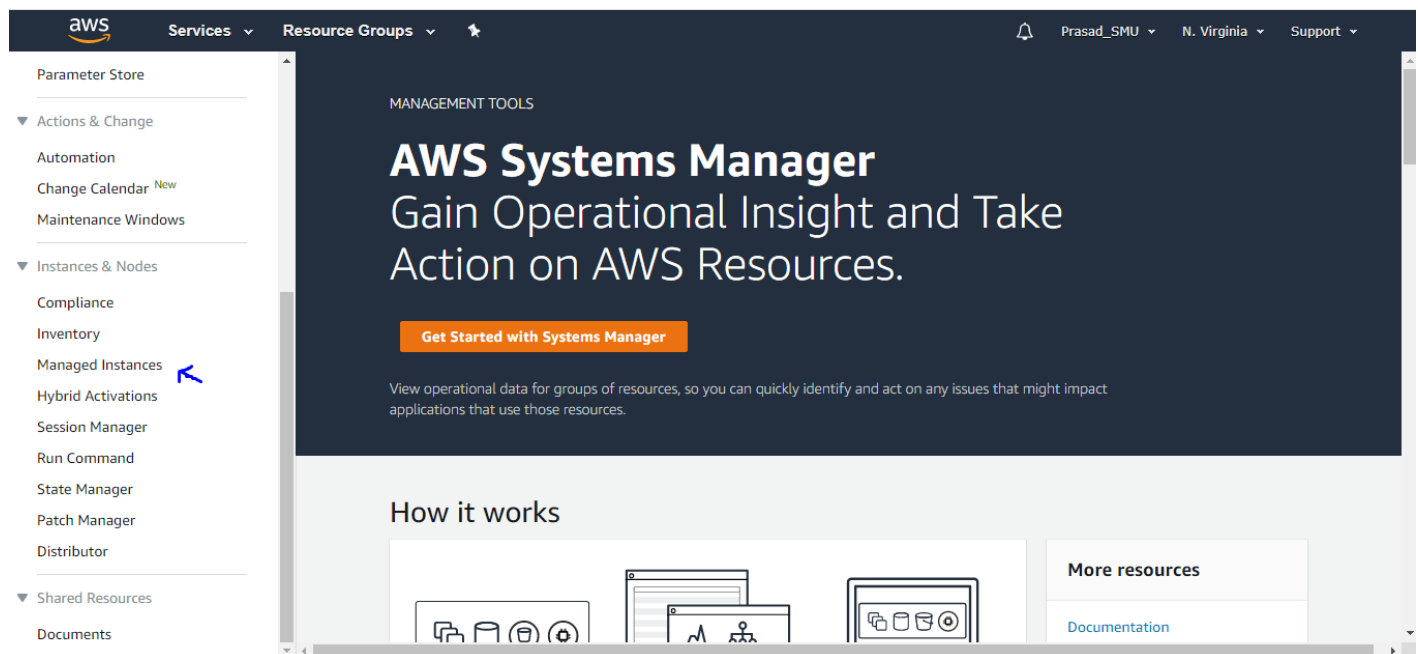 aws Services Resource Groups Prasad_SMU N. Virginia Support
Parameter Store
Actions & Change
Automation
Change Calendar New
Maintenance Windows
Instances & Nodes
Compliance
Inventory
Managed Instances
Hybrid Activations
Session Manager
Run Command
State Manager
Patch Manager
Distributor
Shared Resources
Documents
MANAGEMENT TOOLS
AWS Systems Manager
Gain Operational Insight and Take
Action on AWS Resources.
Get Started with Systems Manager
View operational data for groups of resources, so you can quickly identify and act on any issues that might impact
applications that use those resources.
How it works
More resources
Documentation